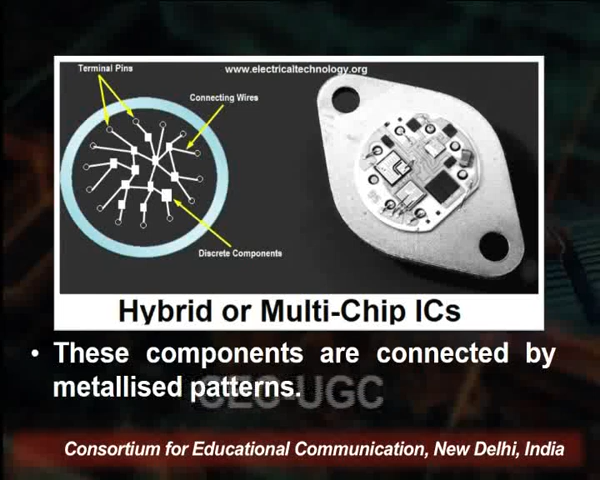 Terminal Pins
www.electricaltechnology.org
Connecting Wires
Discrete Components
Hybrid or Multi-Chip ICs
• These components are connected by
metallised patterns.
CEC-UGC
Consortium for Educational Communication, New Delhi, India